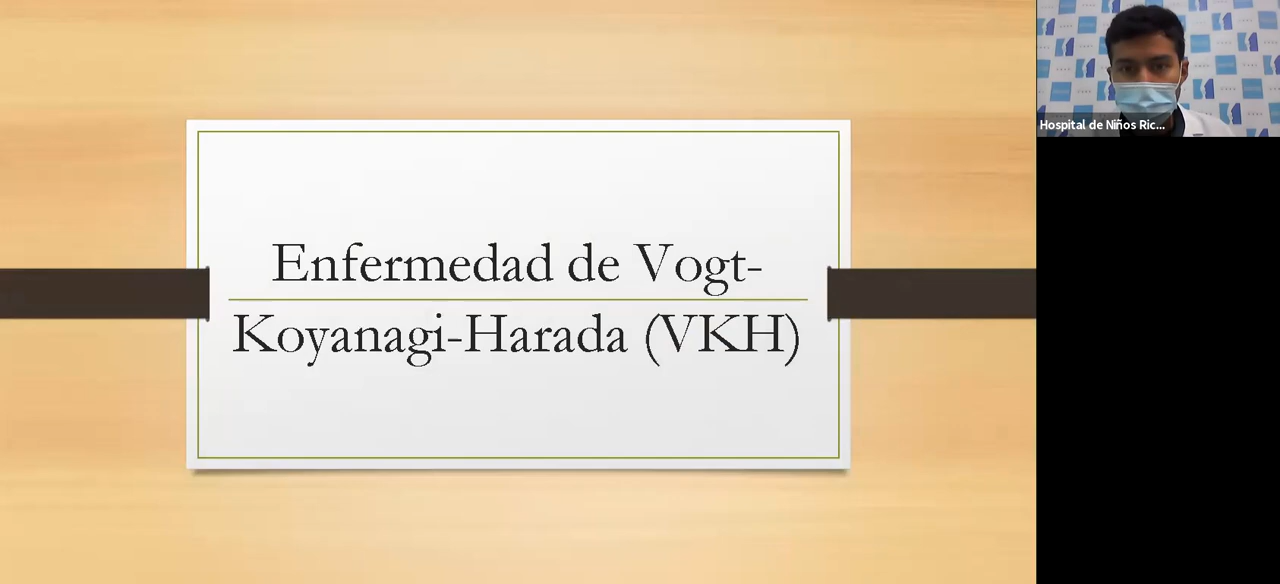 Enfermedad de Vogt-
Koyanagi-Harada (VKH)
Hospital de Niños Ric...